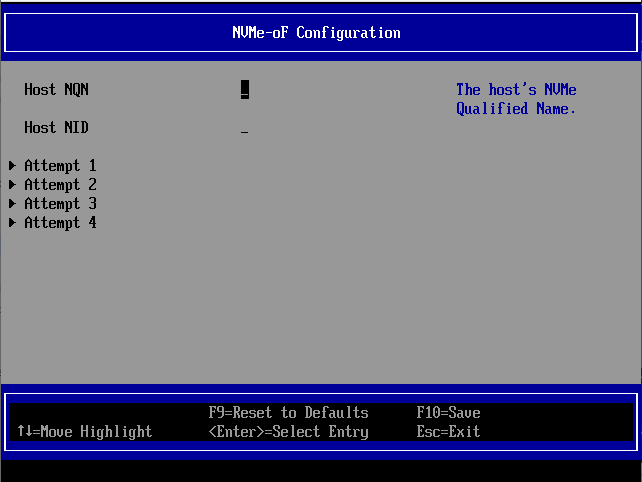 NVMe-oF Configuration
Host NQN _ The host's NVMe
Qualified Name.
Host NID _
Attempt 1
Attempt 2
Attempt 3
Attempt 4
F9=Reset to Defaults F10=Save
↑↓=Move Highlight <Enter>=Select Entry Esc=Exit